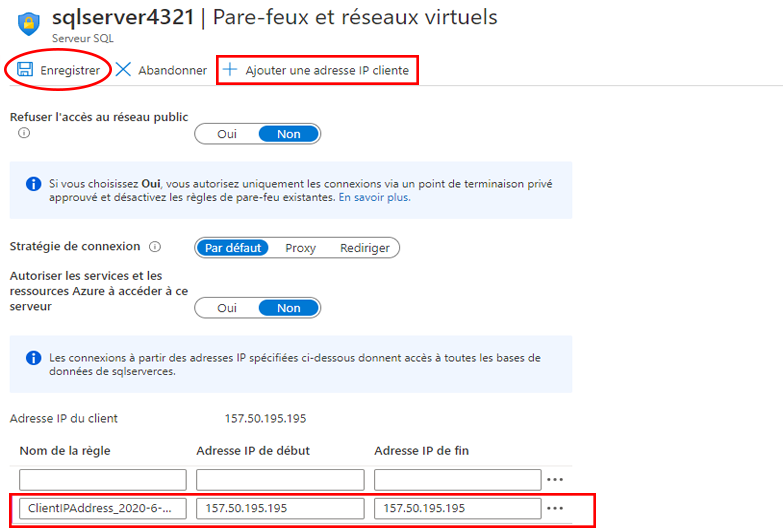 sqlserver4321 | Pare-feux et réseaux virtuels
Serveur SQL
Enregistrer Abandonner Ajouter une adresse IP cliente
Refuser l'accès au réseau public
Oui Non
Si vous choisissez Oui, vous autorisez uniquement les connexions via un point de terminaison privé
approuvé et désactivez les règles de pare-feu existantes. En savoir plus.
Stratégie de connexion Par défaut Proxy Rediriger
Autoriser les services et les
ressources Azure à accéder à ce
serveur Oui Non
Les connexions à partir des adresses IP spécifiées ci-dessous donnent accès à toutes les bases de
données de sqlserverces.
Adresse IP du client 157.50.195.195
Nom de la règle Adresse IP de début Adresse IP de fin
ClientIPAddress_2020-6-... 157.50.195.195 157.50.195.195